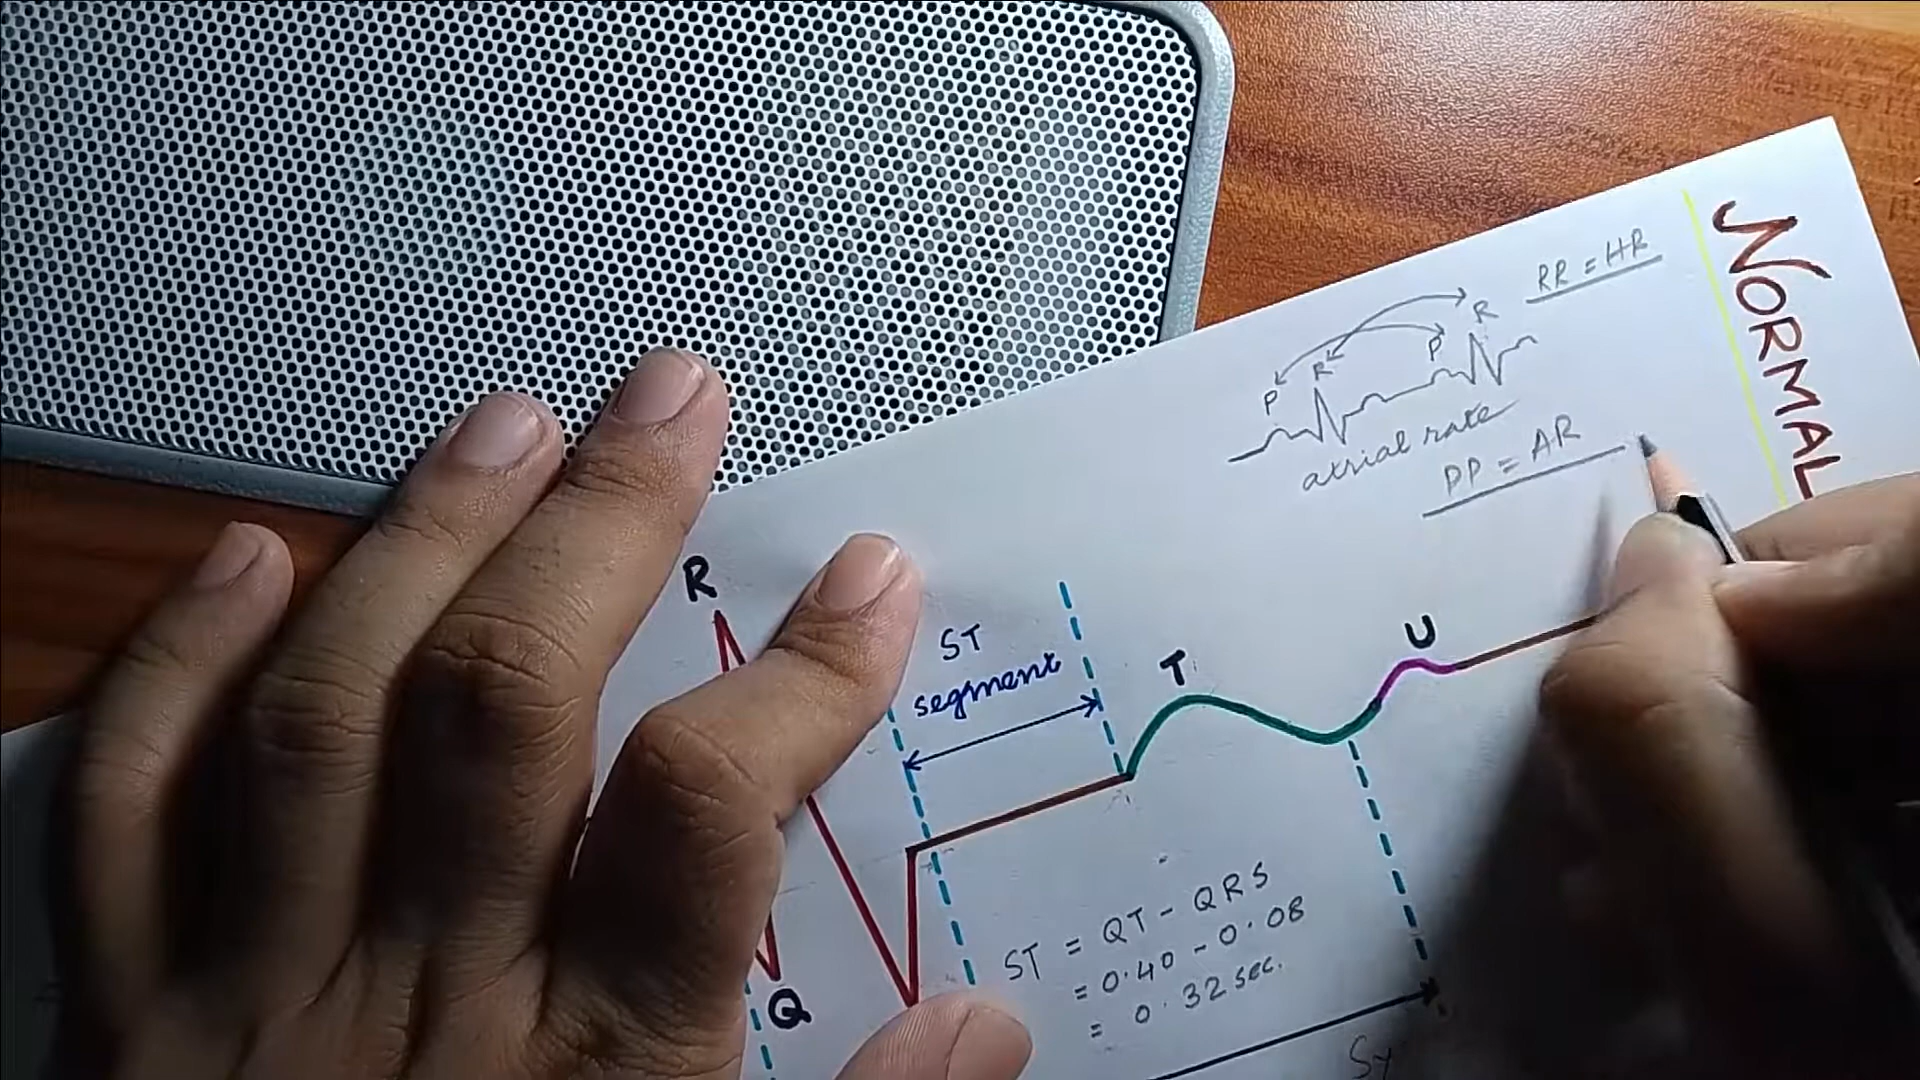 NORMAL
RR = HR
R
R
P
P
atrial rate
PP = AR
R
ST
segment
T
U
Q
ST = QT - QRS
= 0.40 - 0.08
= 0.32 sec.
Sy